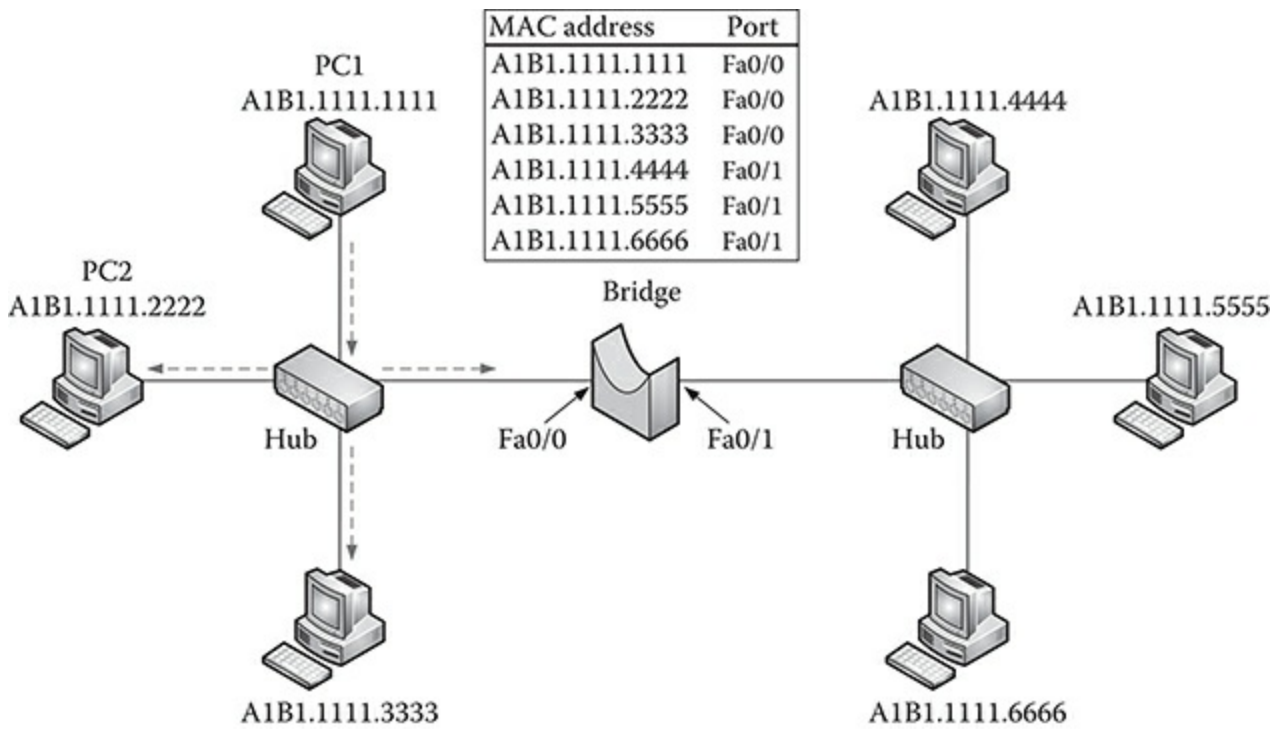 MAC address Port
A1B1.1111.1111 Fa0/0
A1B1.1111.2222 Fa0/0
A1B1.1111.3333 Fa0/0
A1B1.1111.4444 Fa0/1
A1B1.1111.5555 Fa0/1
A1B1.1111.6666 Fa0/1
PC1
A1B1.1111.1111
A1B1.1111.4444
PC2
A1B1.1111.2222
Bridge
A1B1.1111.5555
Hub
Fa0/0
Fa0/1
Hub
A1B1.1111.3333
A1B1.1111.6666